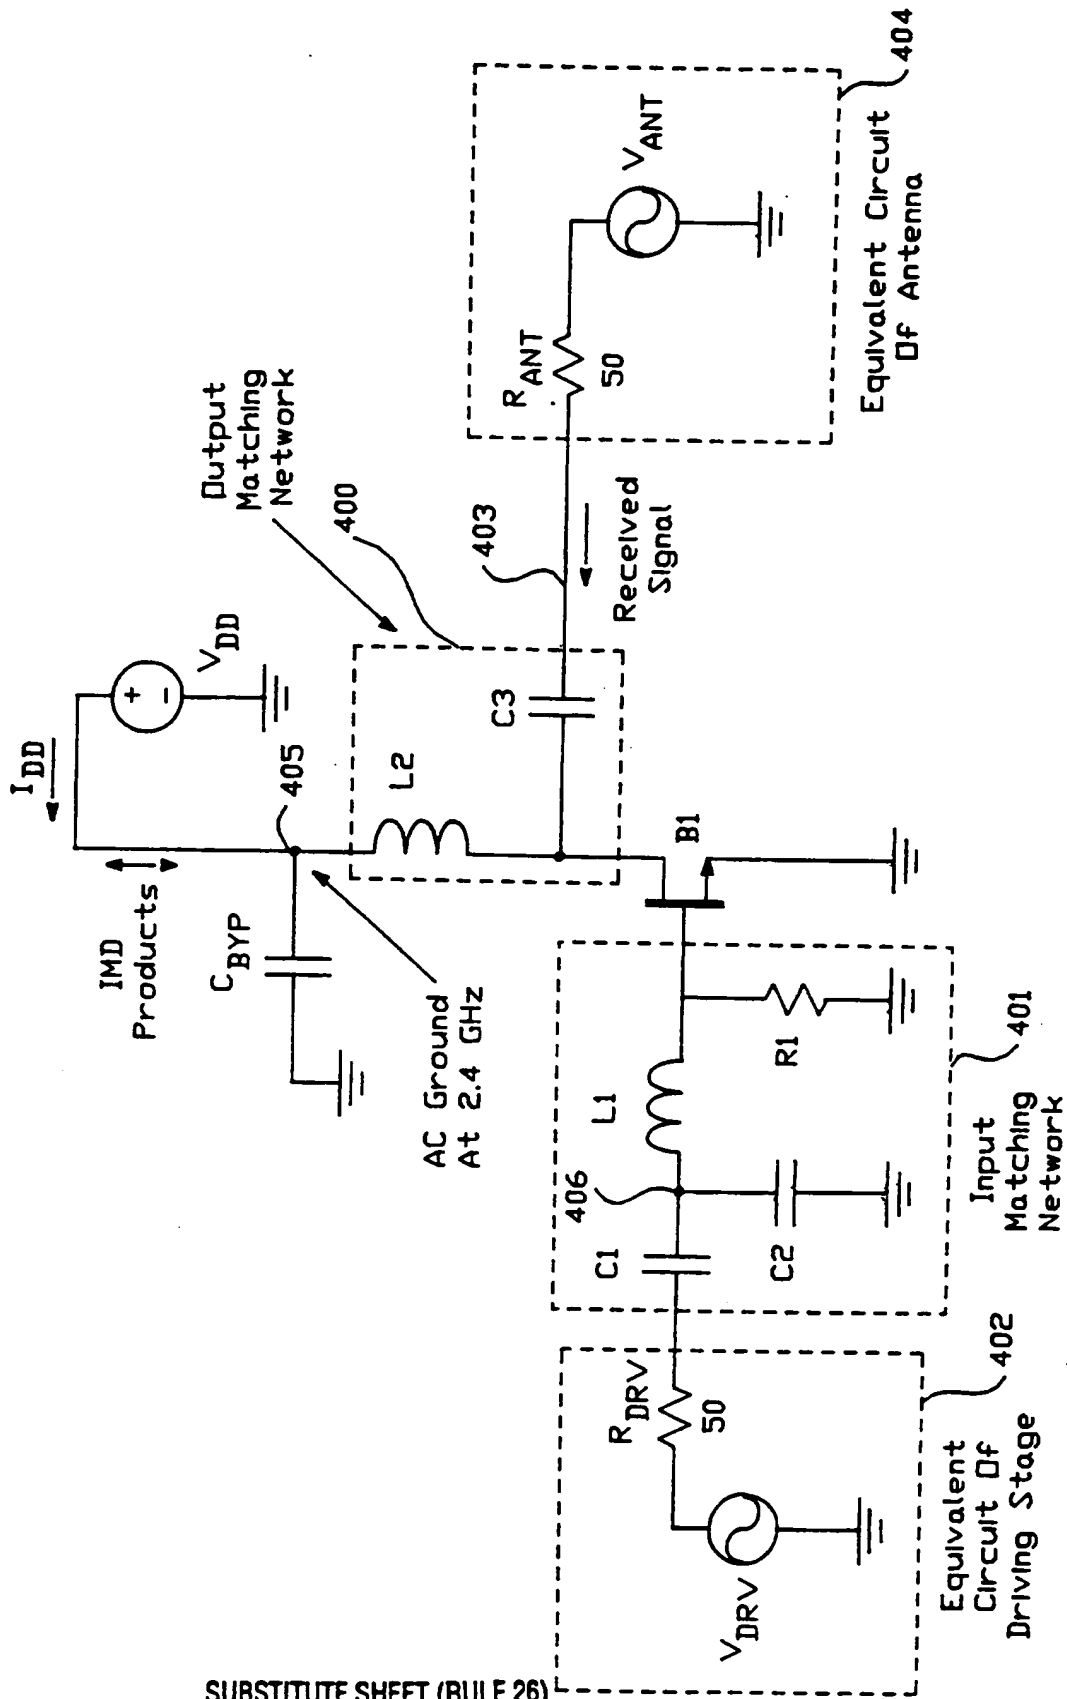 I_DD
IMD
Products
405
V_DD
C_BYP
AC Ground
At 2.4 GHz
L2
C3
Output
Matching
Network
400
403
Received
Signal
R_ANT
50
V_ANT
404
Equivalent Circuit
Of Antenna
B1
406
C1
L1
C2
R1
401
Input
Matching
Network
R_DRV
50
V_DRV
402
Equivalent
Circuit Of
Driving Stage
+
−
SUBSTITUTE SHEET (RULE 26)